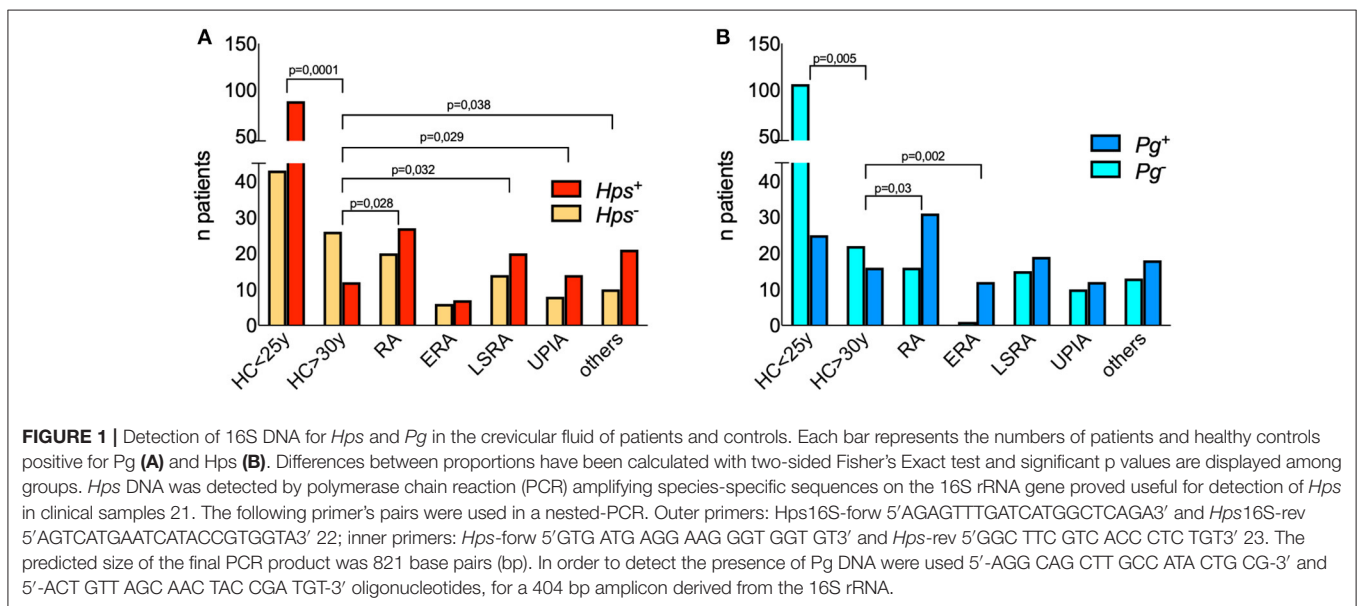 A
150
100
50
40
30
20
10
0
n patients
p=0,0001
p=0,038
p=0,029
p=0,032
p=0,028
Hps+
Hps-
HC<25y
HC>30y
RA
ERA
LSRA
UPIA
others
B
150
100
50
40
30
20
10
0
n patients
p=0,005
p=0,002
p=0,03
Pg+
Pg-
HC<25y
HC>30y
RA
ERA
LSRA
UPIA
others
FIGURE 1 | Detection of 16S DNA for Hps and Pg in the crevicular fluid of patients and controls. Each bar represents the numbers of patients and healthy controls
positive for Pg (A) and Hps (B). Differences between proportions have been calculated with two-sided Fisher's Exact test and significant p values are displayed among
groups. Hps DNA was detected by polymerase chain reaction (PCR) amplifying species-specific sequences on the 16S rRNA gene proved useful for detection of Hps
in clinical samples 21. The following primer's pairs were used in a nested-PCR. Outer primers: Hps16S-forw 5′AGAGTTTGATCATGGCTCAGA3′ and Hps16S-rev
5′AGTCATGAATCATACCGTGGTA3′ 22; inner primers: Hps-forw 5′GTG ATG AGG AAG GGT GGT GT3′ and Hps-rev 5′GGC TTC GTC ACC CTC TGT3′ 23. The
predicted size of the final PCR product was 821 base pairs (bp). In order to detect the presence of Pg DNA were used 5′-AGG CAG CTT GCC ATA CTG CG-3′ and
5′-ACT GTT AGC AAC TAC CGA TGT-3′ oligonucleotides, for a 404 bp amplicon derived from the 16S rRNA.